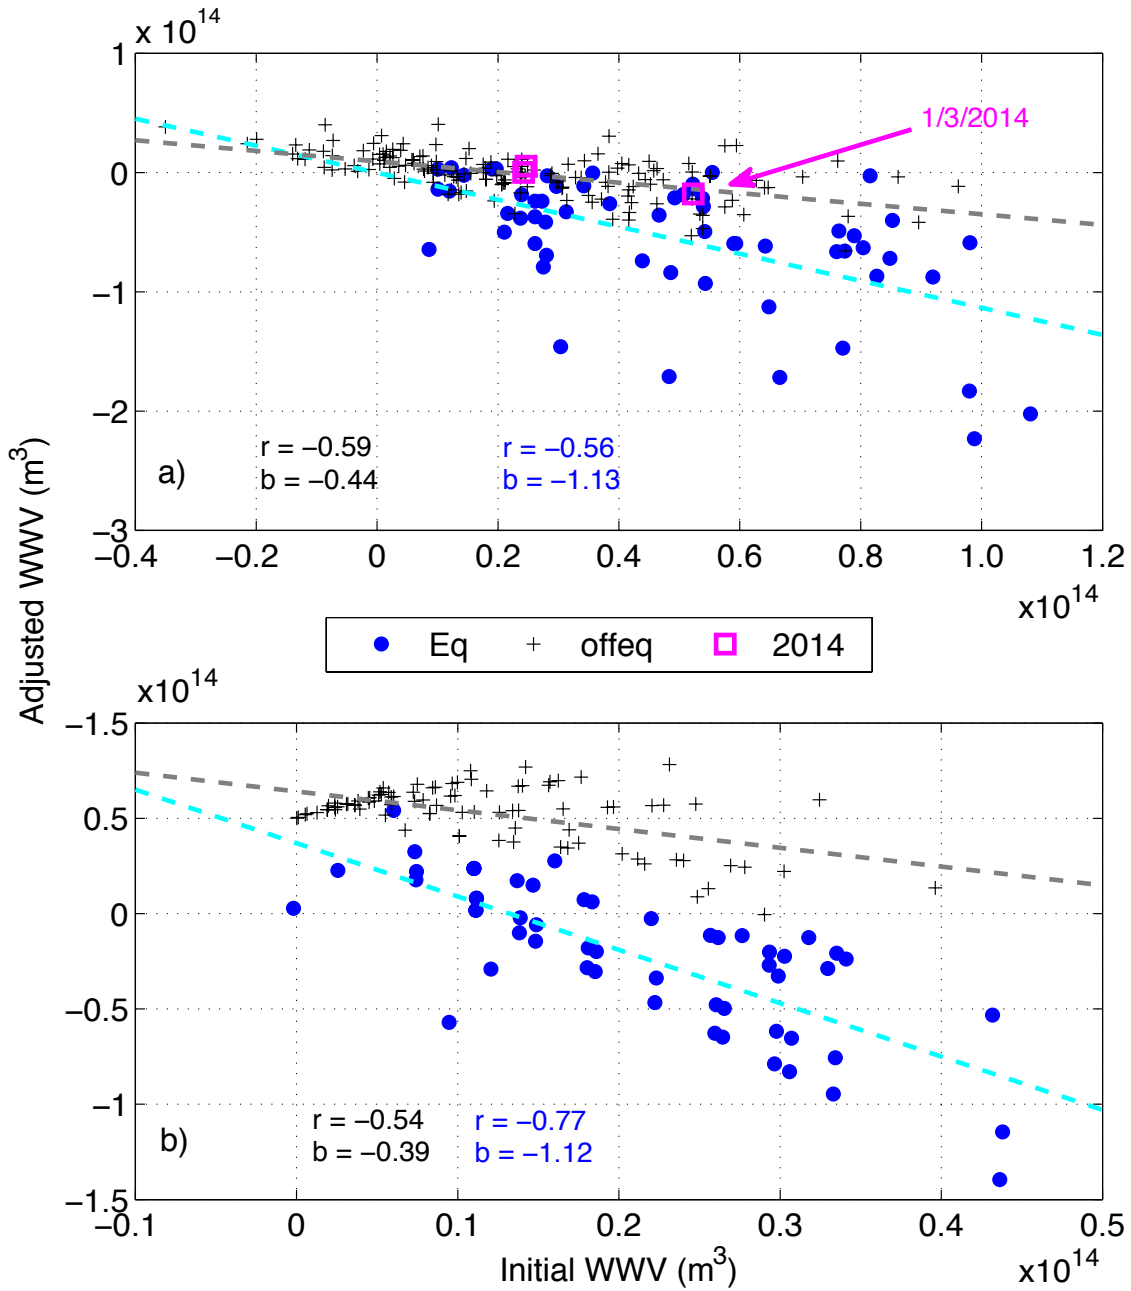 x 10^14
1
0
−1
−2
−3
1/3/2014
r = −0.59
b = −0.44
r = −0.56
b = −1.13
a)
−0.4 −0.2 0 0.2 0.4 0.6 0.8 1.0 1.2
x10^14
Adjusted WWV (m^3)
Eq offeq 2014
x10^14
−1.5
0.5
0
−0.5
−1
−1.5
r = −0.54
b = −0.39
r = −0.77
b = −1.12
b)
−0.1 0 0.1 0.2 0.3 0.4 0.5
Initial WWV (m^3)
x10^14